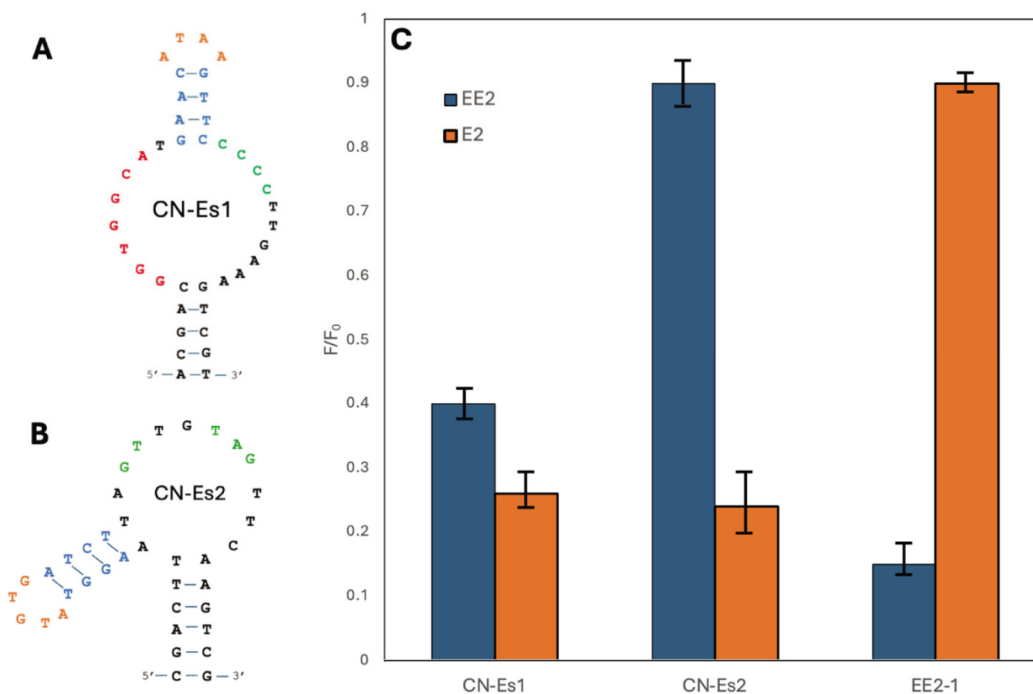 A
T A
A A
C–G
A–T
A–T
G C
T C
A C
C C
G C
CN-Es1
T
G T
T G
G A
G A
C G A
A–T
G–C
C–G
5′–A–T–3′
B
T G T
T A
G G
A CN-Es2 T
T T
T A C
C A
T G
A G
G T
T A
G T
T A
T–A
C–G
A–T
G–C
5′–C–G–3′
C
EE2
E2
F/F0
1
0.9
0.8
0.7
0.6
0.5
0.4
0.3
0.2
0.1
0
CN-Es1 CN-Es2 EE2-1